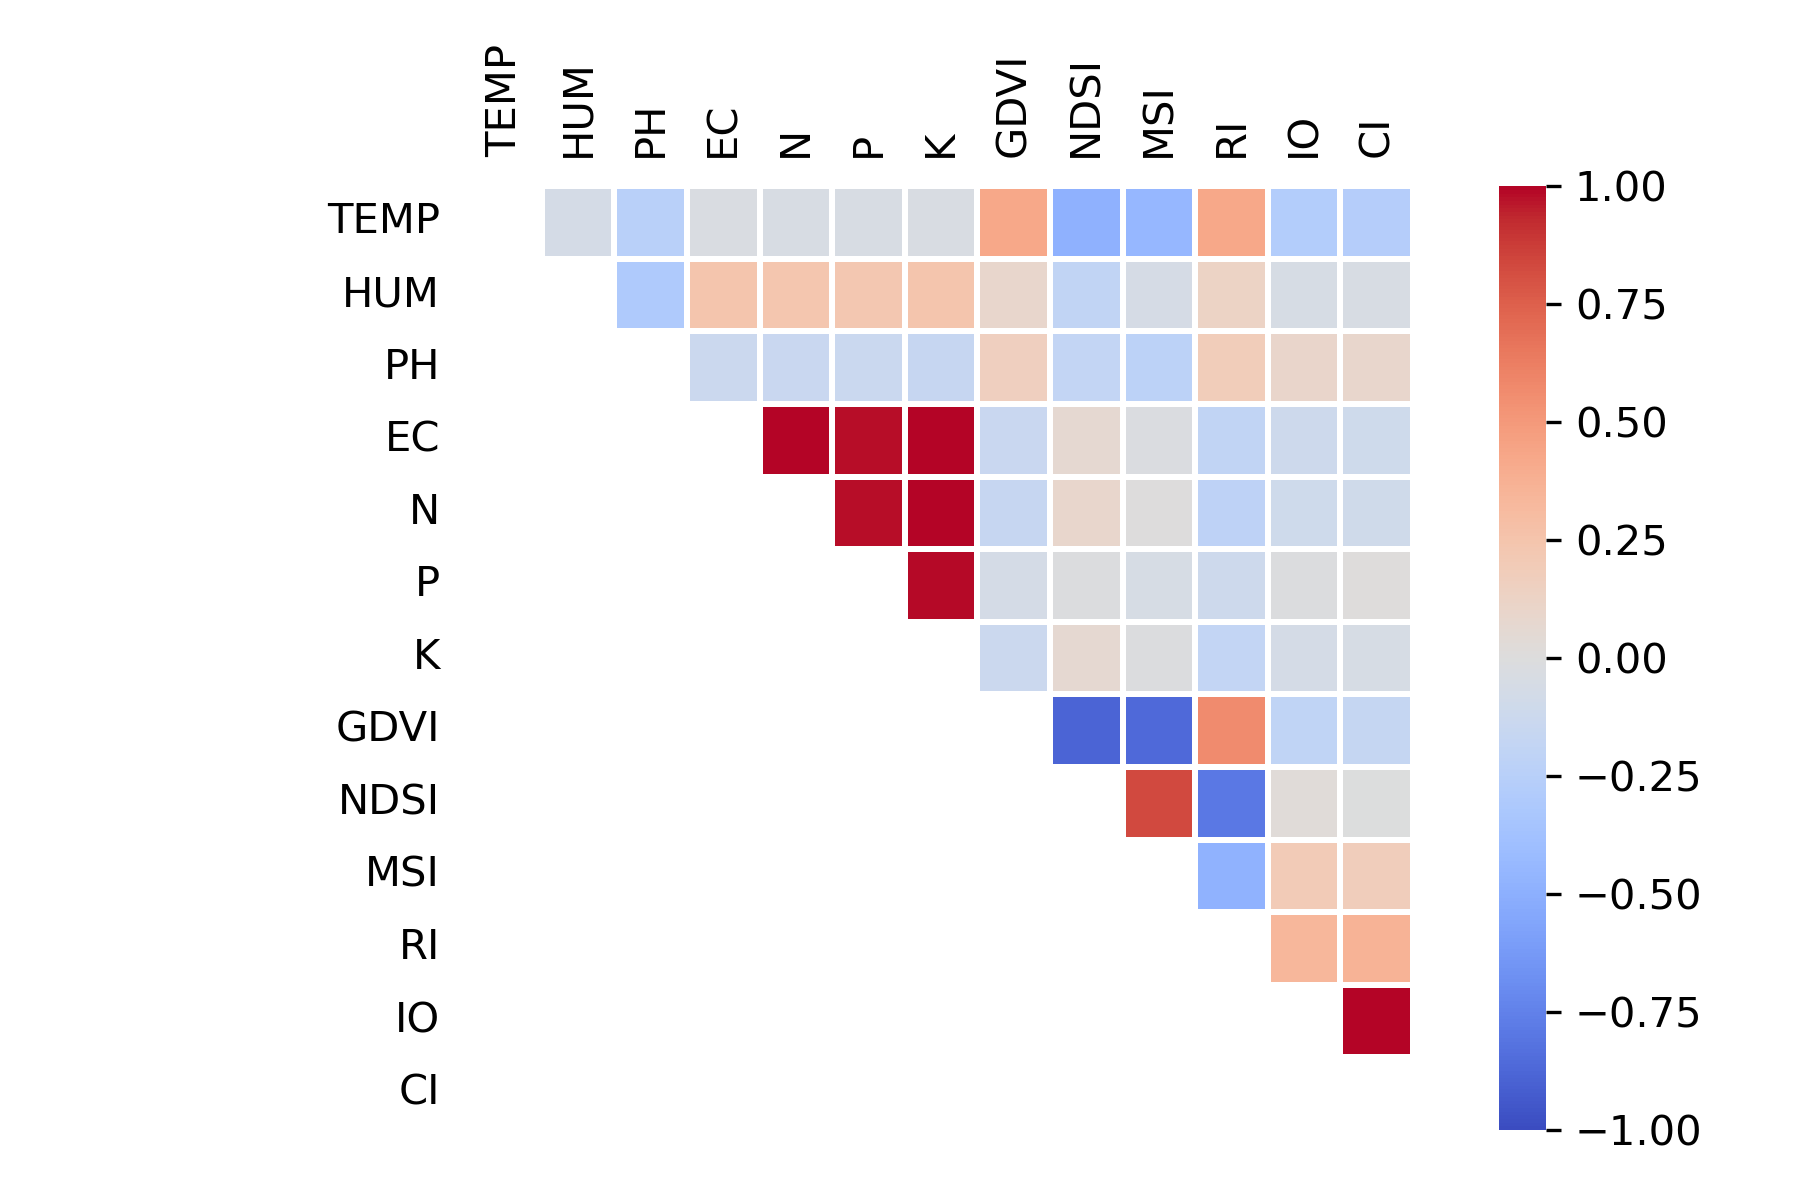 TEMP HUM PH EC N P K GDVI NDSI MSI RI IO CI
TEMP
HUM
PH
EC
N
P
K
GDVI
NDSI
MSI
RI
IO
CI
1.00
0.75
0.50
0.25
0.00
−0.25
−0.50
−0.75
−1.00